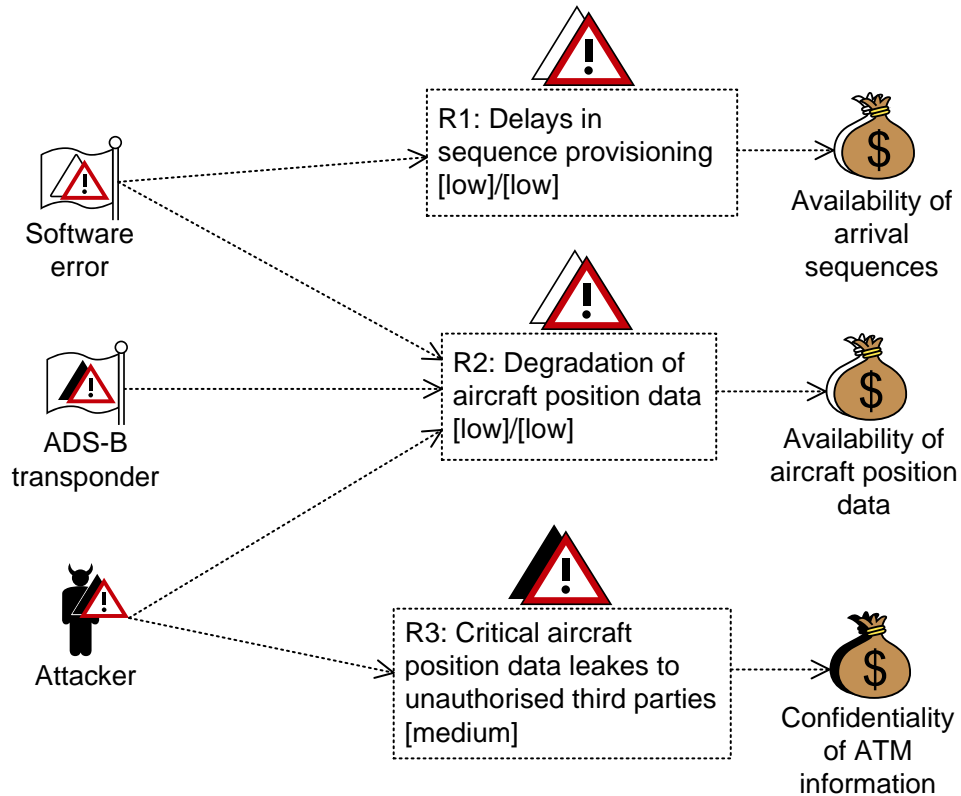 R1: Delays in
sequence provisioning
[low]/[low]
Software
error
$
Availability of
arrival
sequences
R2: Degradation of
aircraft position data
[low]/[low]
ADS-B
transponder
$
Availability of
aircraft position
data
Attacker
R3: Critical aircraft
position data leakes to
unauthorised third parties
[medium]
$
Confidentiality
of ATM
information